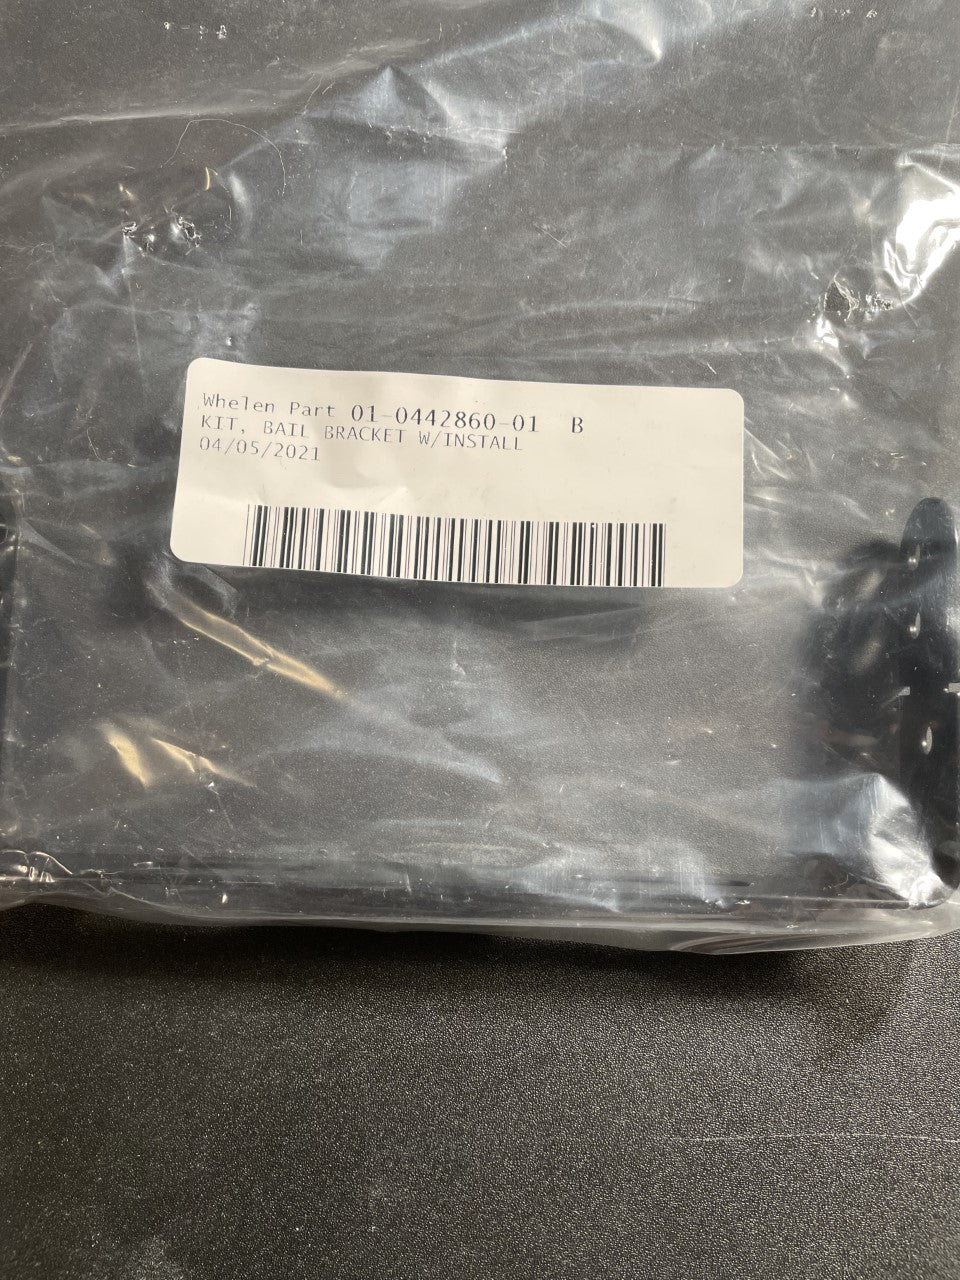 Whelen Part 01-0442860-01 B
KIT, BAIL BRACKET W/INSTALL
04/05/2021